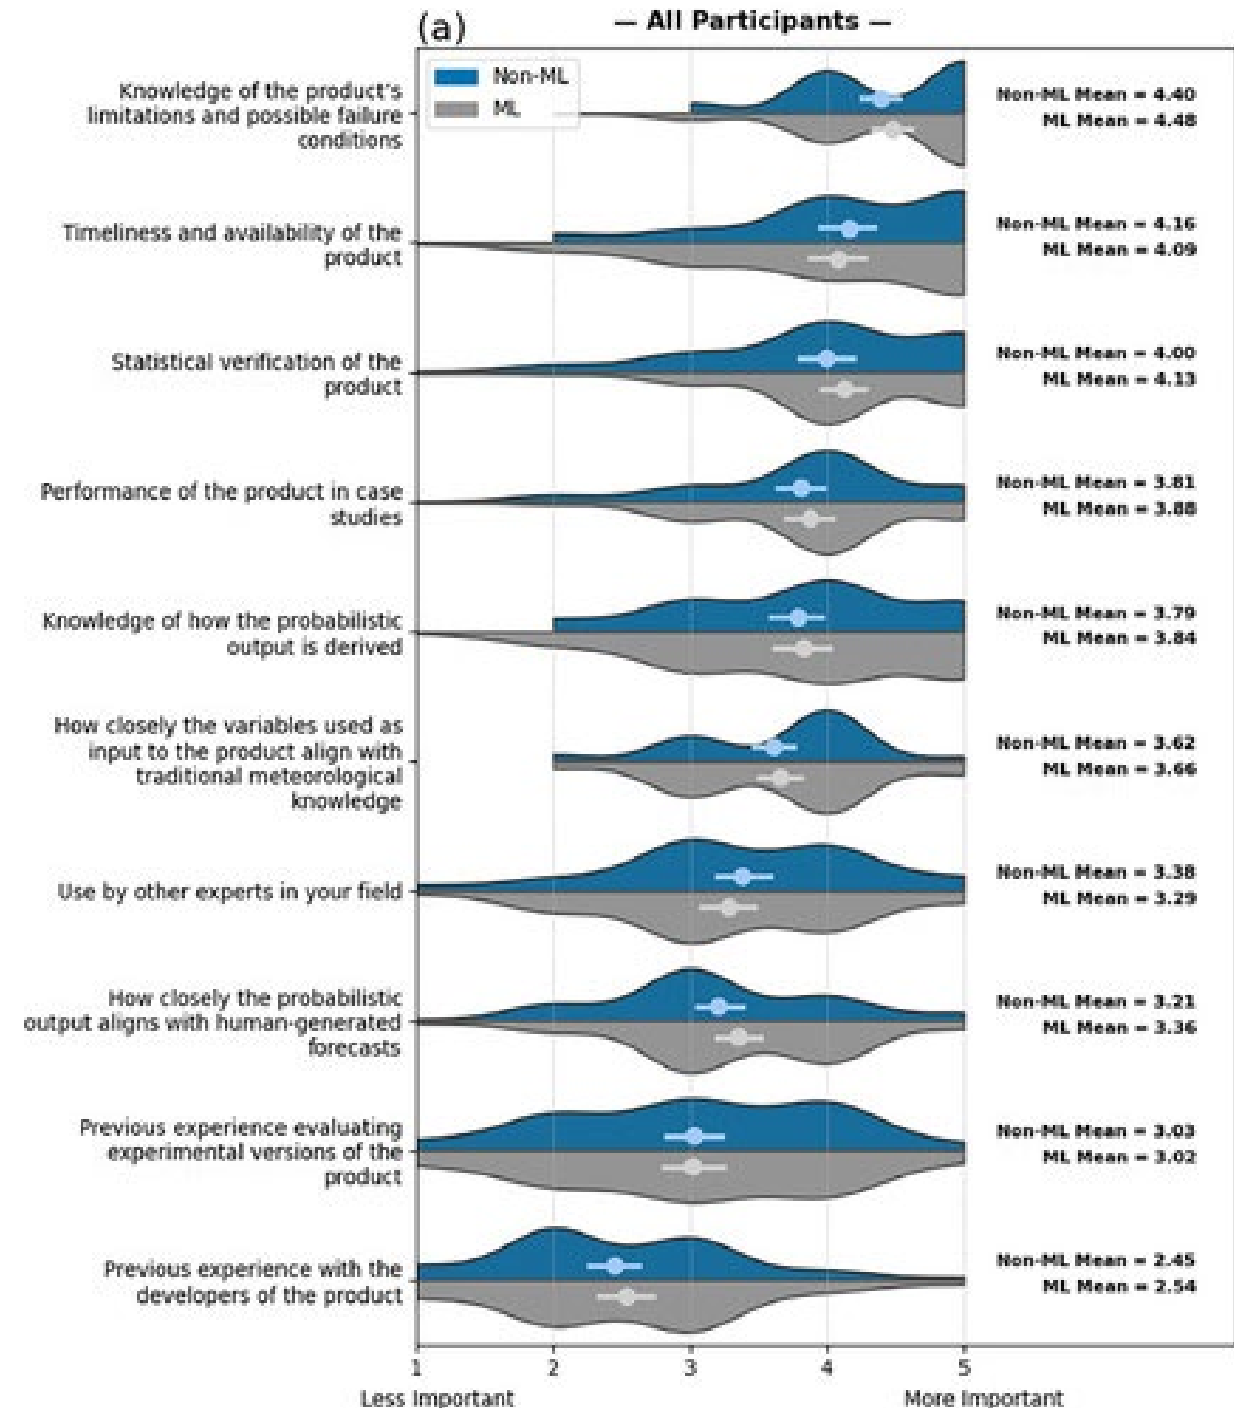 (a)
— All Participants —
Non-ML
ML
Knowledge of the product's
limitations and possible failure
conditions
Non-ML Mean = 4.40
ML Mean = 4.48
Timeliness and availability of the
product
Non-ML Mean = 4.16
ML Mean = 4.09
Statistical verification of the
product
Non-ML Mean = 4.00
ML Mean = 4.13
Performance of the product in case
studies
Non-ML Mean = 3.81
ML Mean = 3.88
Knowledge of how the probabilistic
output is derived
Non-ML Mean = 3.79
ML Mean = 3.84
How closely the variables used as
input to the product align with
traditional meteorological
knowledge
Non-ML Mean = 3.62
ML Mean = 3.66
Use by other experts in your field
Non-ML Mean = 3.38
ML Mean = 3.29
How closely the probabilistic
output aligns with human-generated
forecasts
Non-ML Mean = 3.21
ML Mean = 3.36
Previous experience evaluating
experimental versions of the
product
Non-ML Mean = 3.03
ML Mean = 3.02
Previous experience with the
developers of the product
Non-ML Mean = 2.45
ML Mean = 2.54
1 2 3 4 5
Less Important More Important